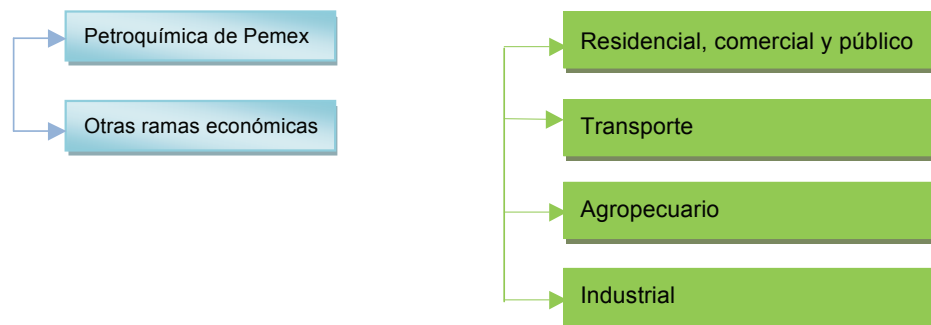 Petroquímica de Pemex
Otras ramas económicas
Residencial, comercial y público
Transporte
Agropecuario
Industrial